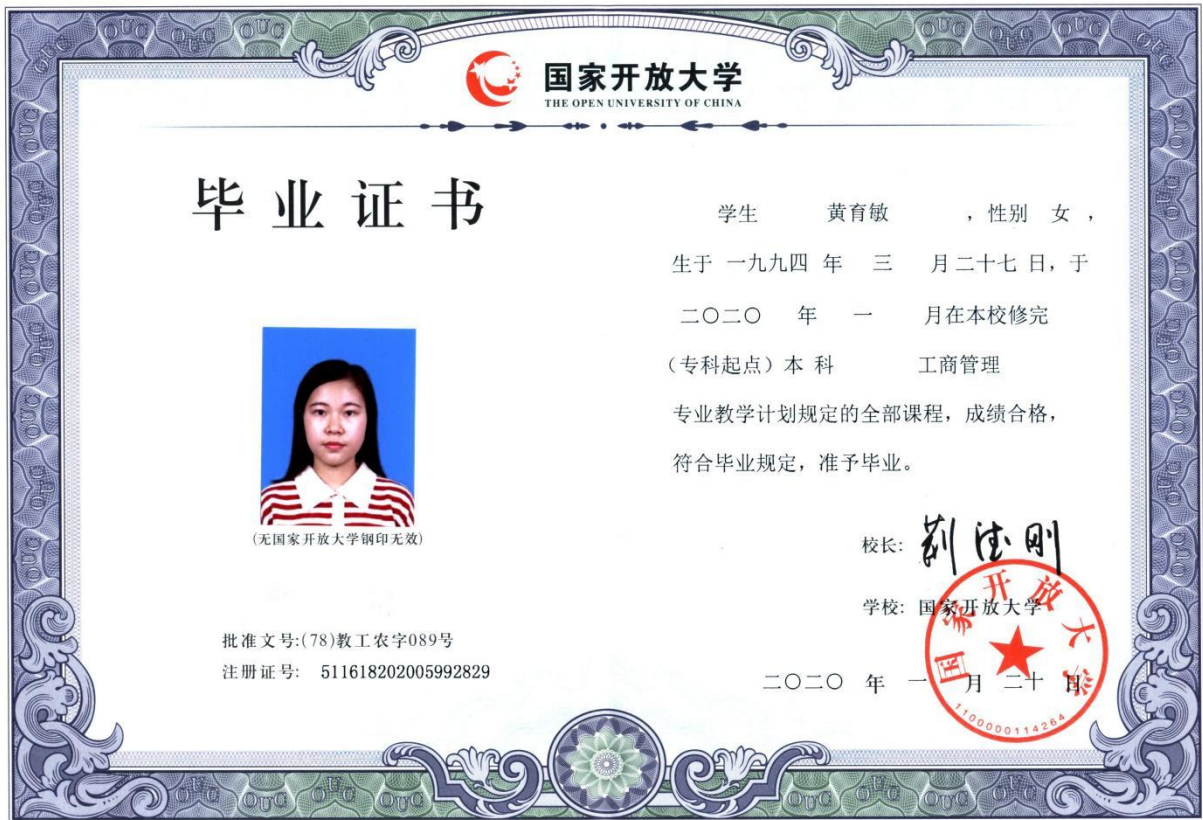 国家开放大学
THE OPEN UNIVERSITY OF CHINA
毕业证书
(无国家开放大学钢印无效)
批准文号:(78)教工农字089号
注册证号: 511618202005992829
学生 黄育敏 ，性别 女 ，
生于 一九九四 年 三 月二十七 日，于
二〇二〇 年 一 月在本校修完
（专科起点）本 科 工商管理
专业教学计划规定的全部课程，成绩合格，
符合毕业规定，准予毕业。
校长:
学校: 国家开放大学
二〇二〇 年 一 月 二十 日
国家开放大学
1100000114264